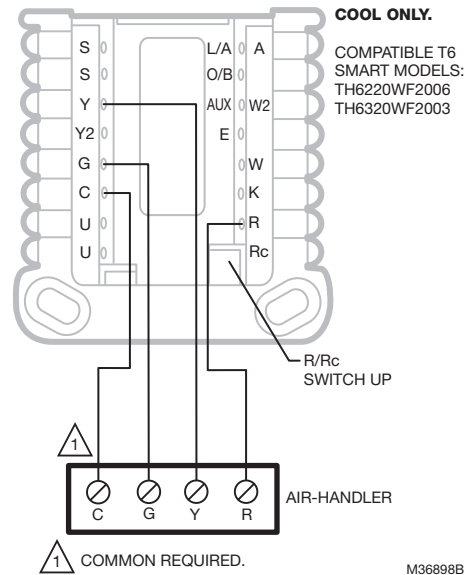 COOL ONLY.
COMPATIBLE T6
SMART MODELS:
TH6220WF2006
TH6320WF2003
S L/A A
S O/B
Y AUX W2
Y2 E
G W
C K
U R
U Rc
R/Rc
SWITCH UP
1
C G Y R
AIR-HANDLER
1 COMMON REQUIRED.
M36898B